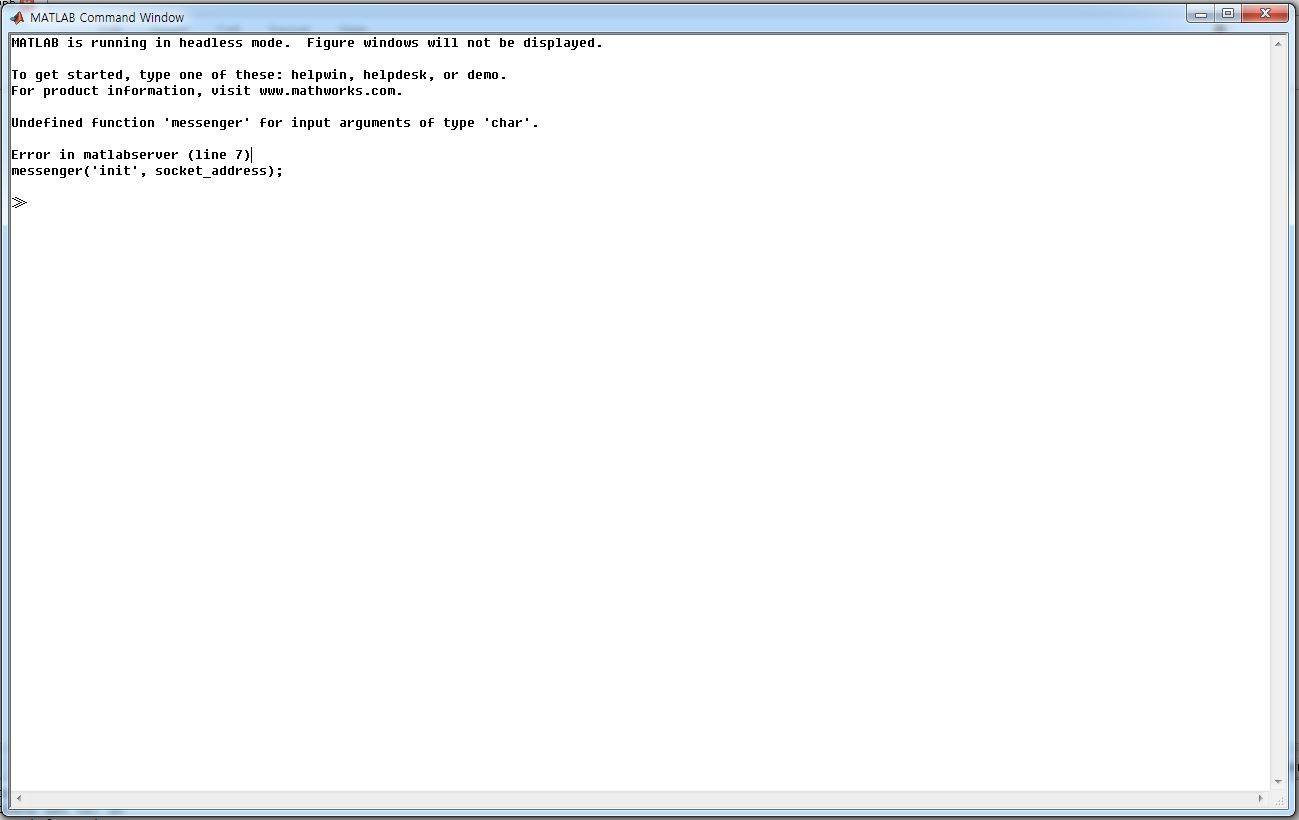 MATLAB Command Window
MATLAB is running in headless mode.  Figure windows will not be displayed.
To get started, type one of these: helpwin, helpdesk, or demo.
For product information, visit www.mathworks.com.
Undefined function 'messenger' for input arguments of type 'char'.
Error in matlabserver (line 7)
messenger('init', socket_address);
>>